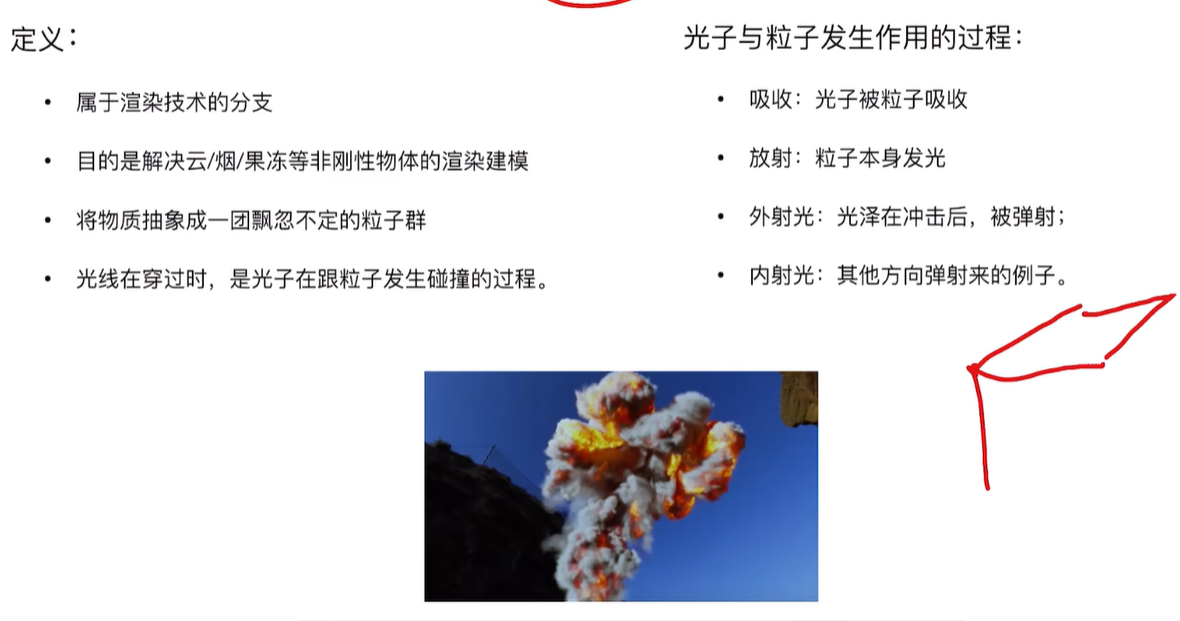 定义：
• 属于渲染技术的分支
• 目的是解决云/烟/果冻等非刚性物体的渲染建模
• 将物质抽象成一团飘忽不定的粒子群
• 光线在穿过时，是光子在跟粒子发生碰撞的过程。
光子与粒子发生作用的过程：
• 吸收：光子被粒子吸收
• 放射：粒子本身发光
• 外射光：光泽在冲击后，被弹射；
• 内射光：其他方向弹射来的例子。